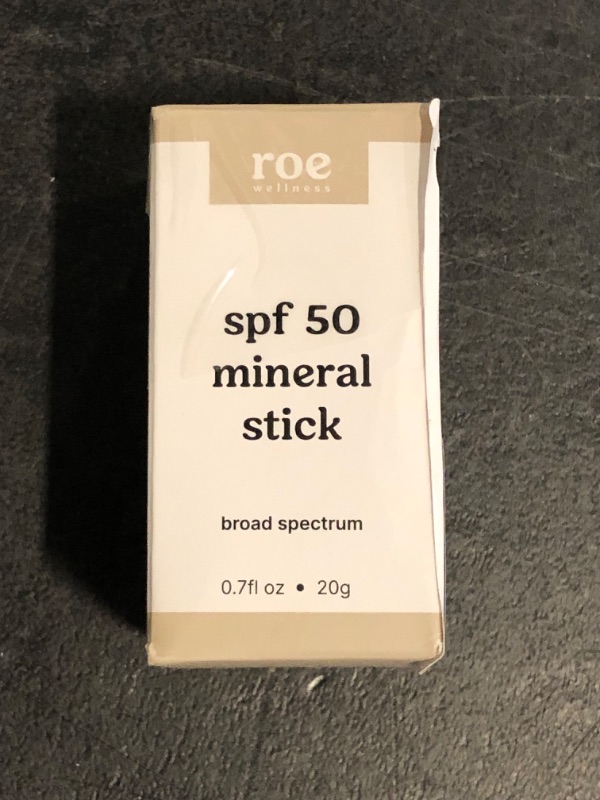 roe
wellness
spf 50
mineral
stick
broad spectrum
0.7fl oz • 20g